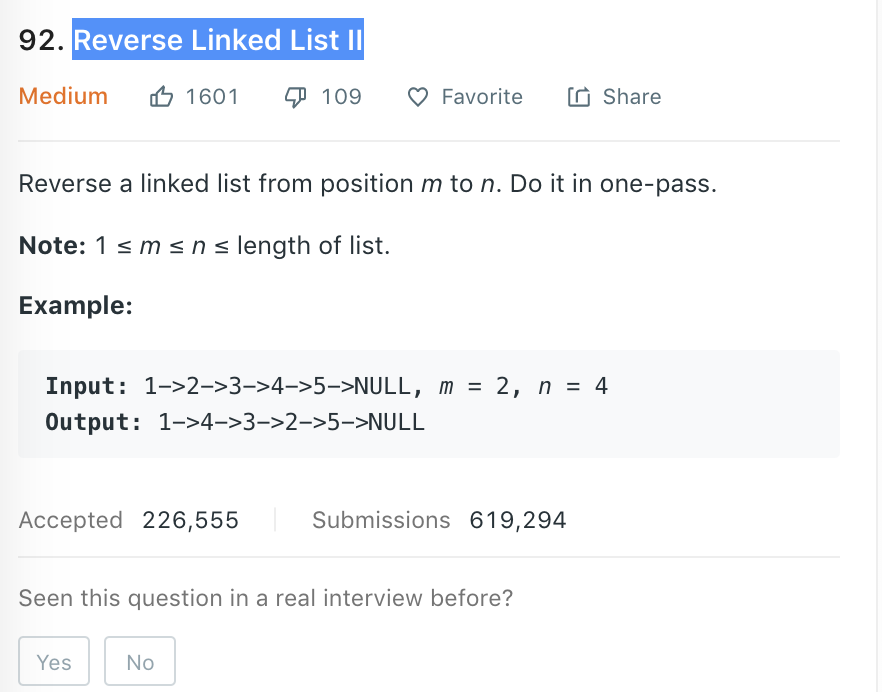 92. Reverse Linked List II
Medium 1601 109 Favorite Share
Reverse a linked list from position m to n. Do it in one-pass.
Note: 1 ≤ m ≤ n ≤ length of list.
Example:
Input: 1->2->3->4->5->NULL, m = 2, n = 4
Output: 1->4->3->2->5->NULL
Accepted 226,555 Submissions 619,294
Seen this question in a real interview before?
Yes No